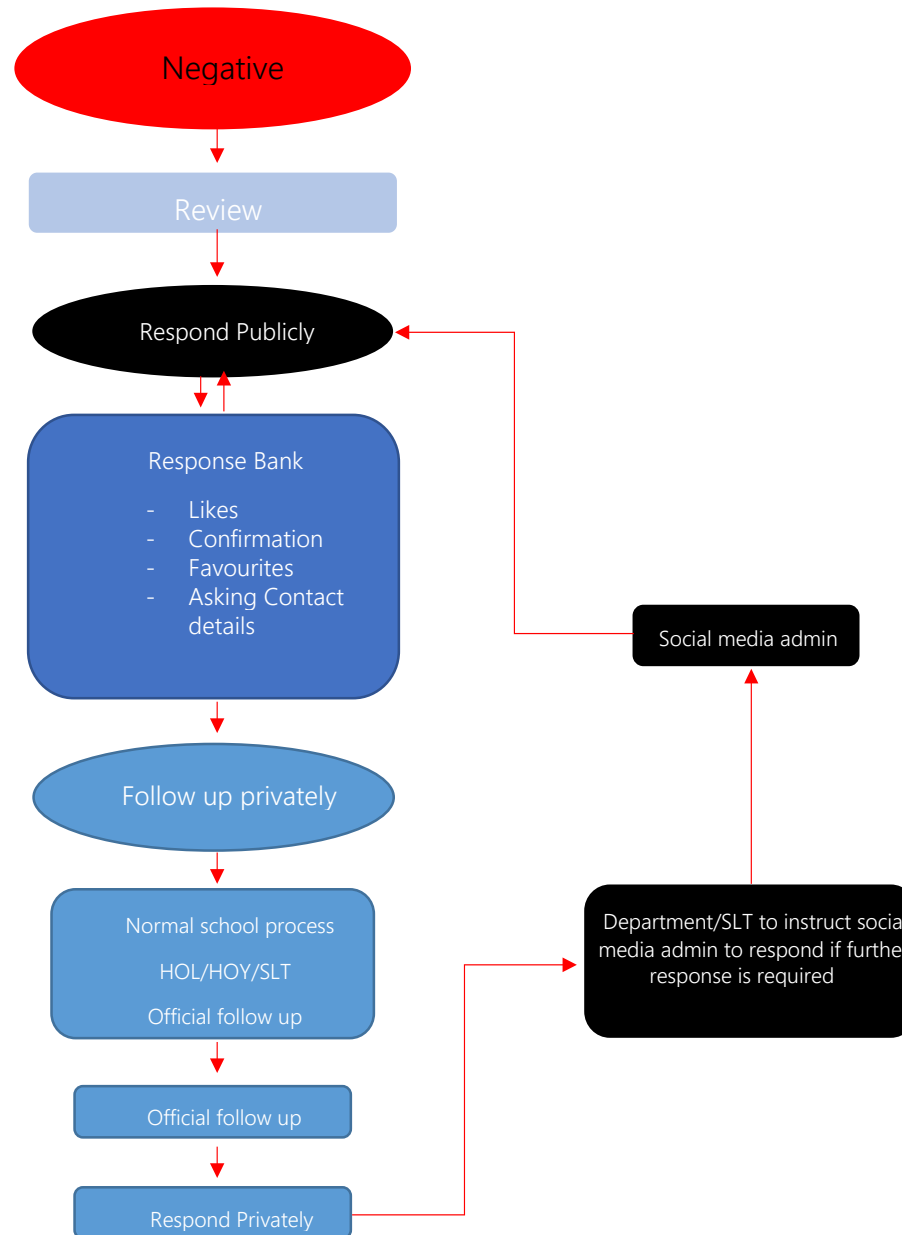 Negative
Review
Respond Publicly
Response Bank
- Likes
- Confirmation
- Favourites
- Asking Contact
details
Social media admin
Follow up privately
Normal school process
HOL/HOY/SLT
Official follow up
Department/SLT to instruct socia
media admin to respond if furthe
response is required
Official follow up
Respond Privately